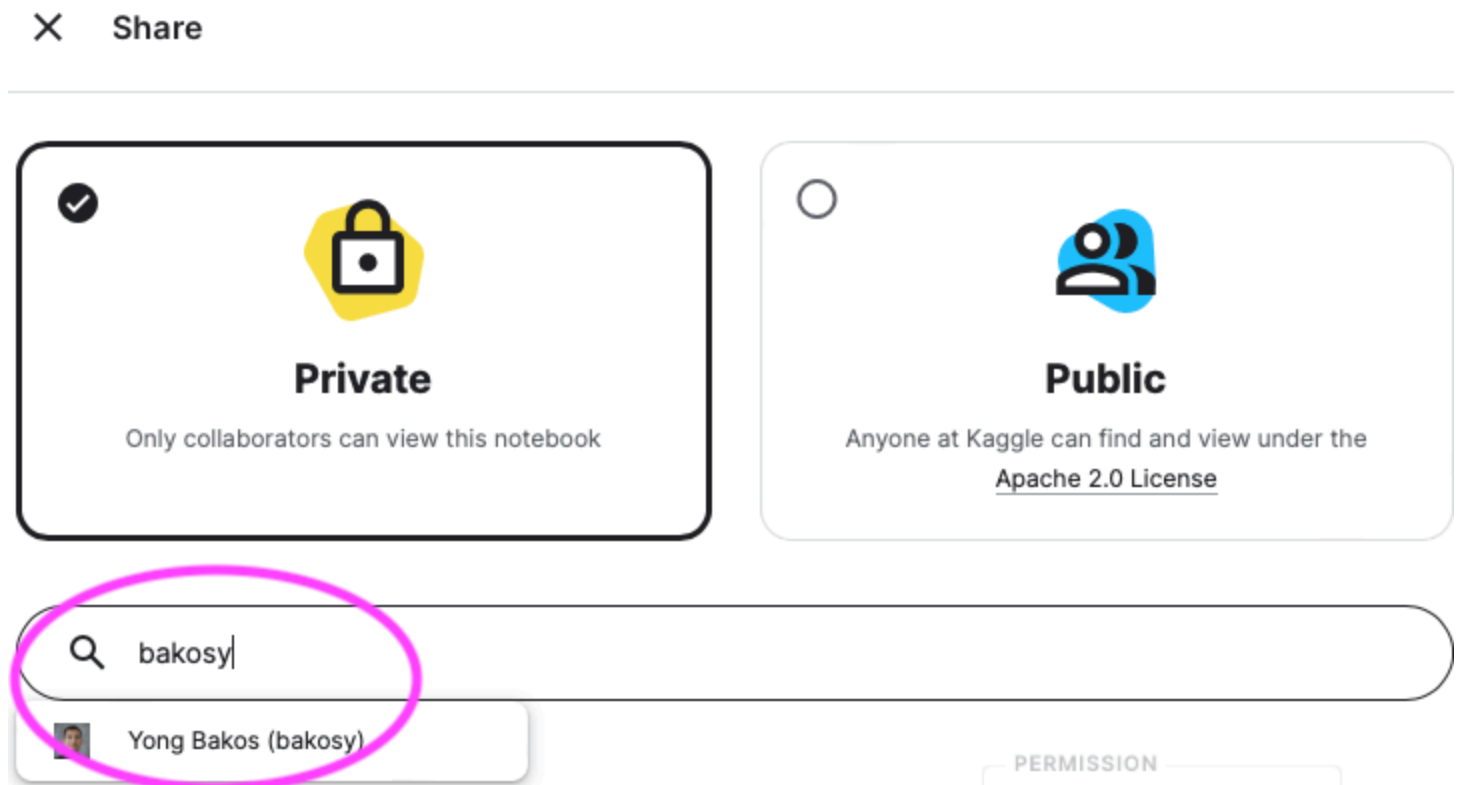 Share
Private
Only collaborators can view this notebook
Public
Anyone at Kaggle can find and view under the
Apache 2.0 License
bakosy
Yong Bakos (bakosy)
PERMISSION